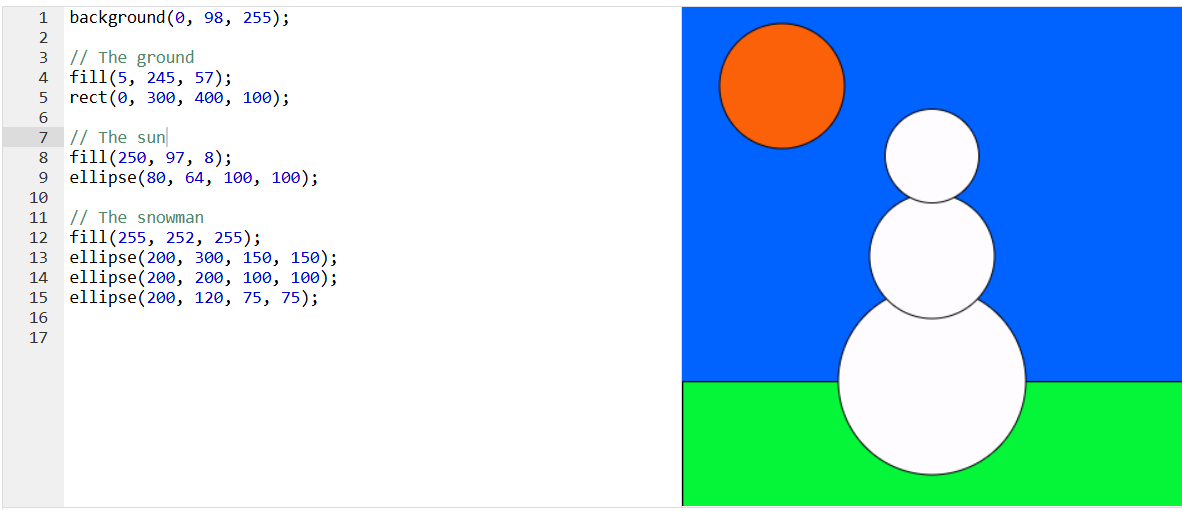 1 background(0, 98, 255);
2
3 // The ground
4 fill(5, 245, 57);
5 rect(0, 300, 400, 100);
6
7 // The sun
8 fill(250, 97, 8);
9 ellipse(80, 64, 100, 100);
10
11 // The snowman
12 fill(255, 252, 255);
13 ellipse(200, 300, 150, 150);
14 ellipse(200, 200, 100, 100);
15 ellipse(200, 120, 75, 75);
16
17